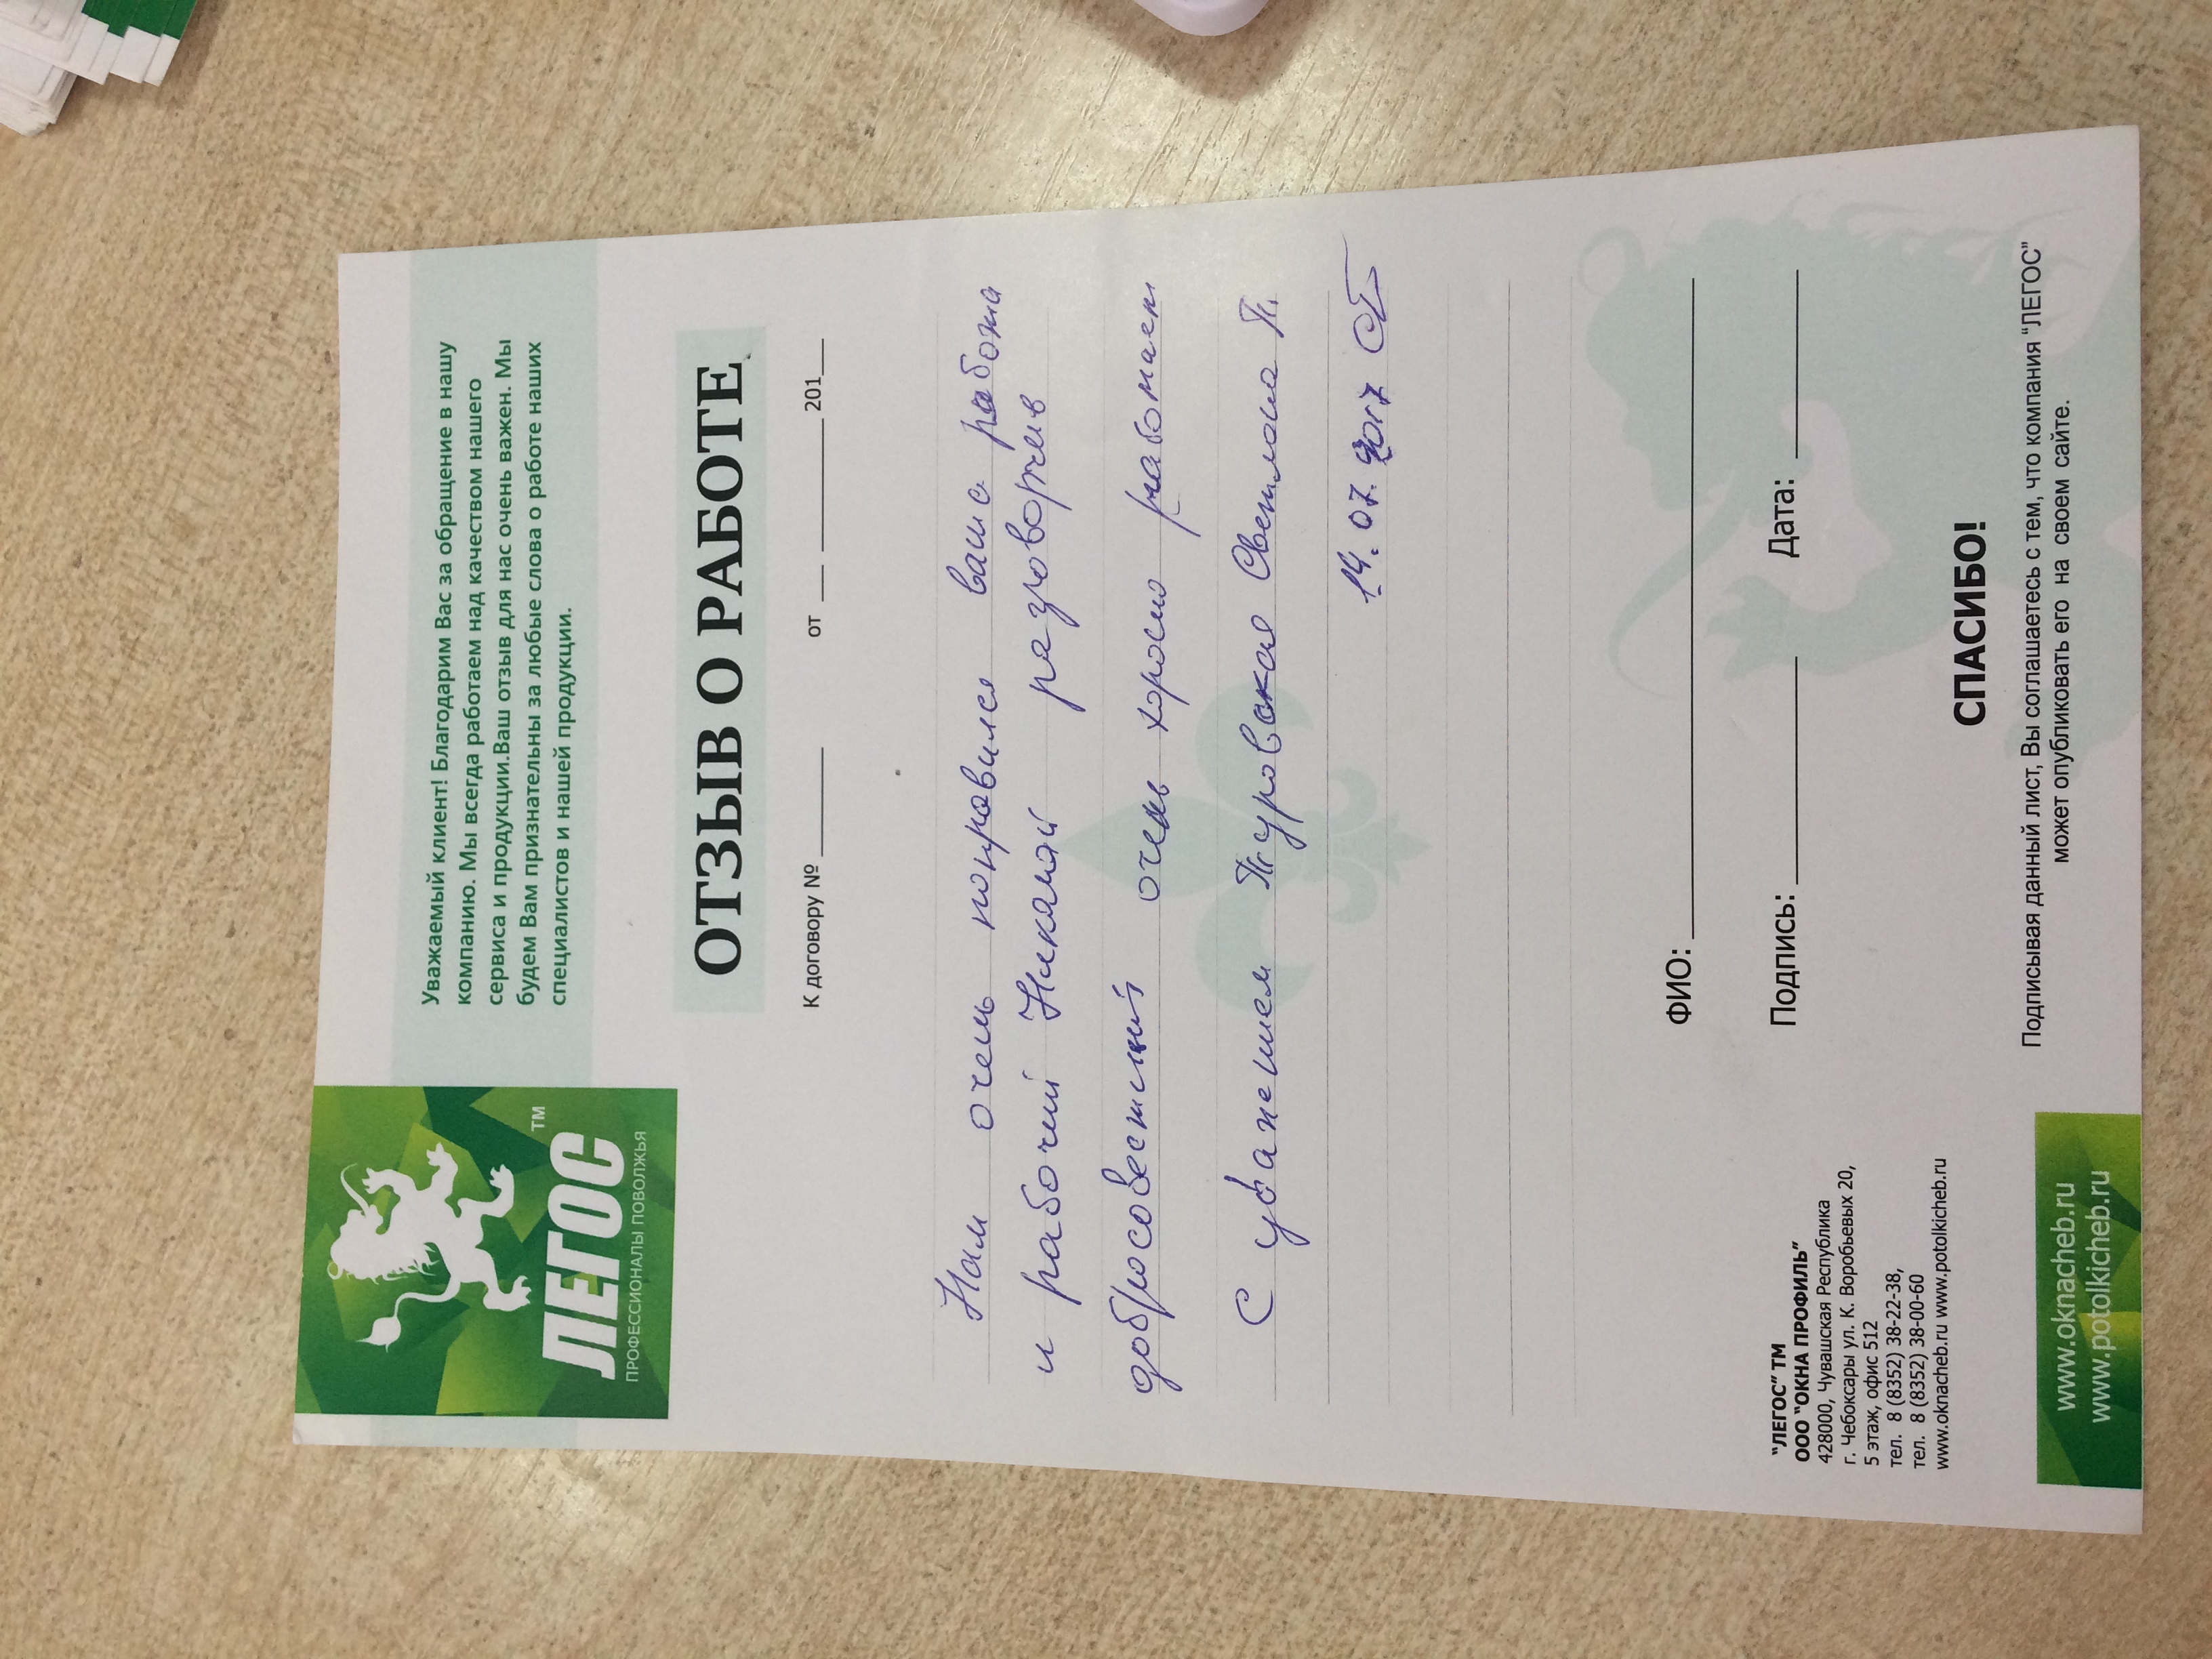 ЛЕГОС ™
ПРОФЕССИОНАЛЫ ПОВОЛЖЬЯ
Уважаемый клиент! Благодарим Вас за обращение в нашу
компанию. Мы всегда работаем над качеством нашего
сервиса и продукции.Ваш отзыв для нас очень важен. Мы
будем Вам признательны за любые слова о работе наших
специалистов и нашей продукции.
ОТЗЫВ О РАБОТЕ
К договору № ________ от ___ __________ 201___
Нам очень понравился ваша работа
и рабочий Николай разговорчив
добросовестный очень хорошо работает
С уважением Туровская Светлана Т.
14.07.2017 СТ
ФИО:
Подпись: Дата:
"ЛЕГОС" ТМ
ООО "ОКНА ПРОФИЛЬ"
428000, Чувашская Республика
г. Чебоксары ул. К. Воробьевых 20,
5 этаж, офис 512
тел. 8 (8352) 38-22-38,
тел. 8 (8352) 38-00-60
www.oknacheb.ru www.potolkicheb.ru
СПАСИБО!
Подписывая данный лист, Вы соглашаетесь с тем, что компания "ЛЕГОС"
может опубликовать его на своем сайте.
www.oknacheb.ru
www.potolkicheb.ru